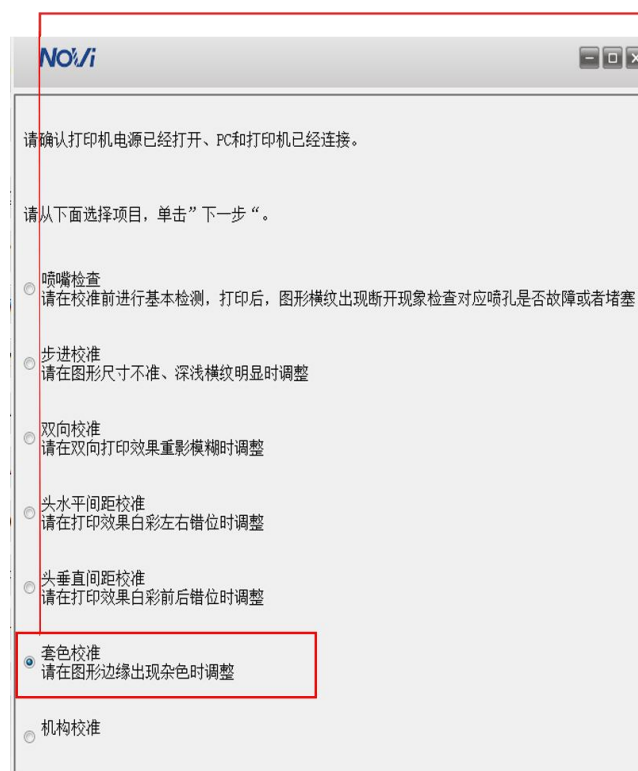 NOVi
请确认打印机电源已经打开、PC和打印机已经连接。
请从下面选择项目，单击”下一步“。
喷嘴检查
请在校准前进行基本检测，打印后，图形横纹出现断开现象检查对应喷孔是否故障或者堵塞
步进校准
请在图形尺寸不准、深浅横纹明显时调整
双向校准
请在双向打印效果重影模糊时调整
头水平间距校准
请在打印效果白彩左右错位时调整
头垂直间距校准
请在打印效果白彩前后错位时调整
套色校准
请在图形边缘出现杂色时调整
机构校准